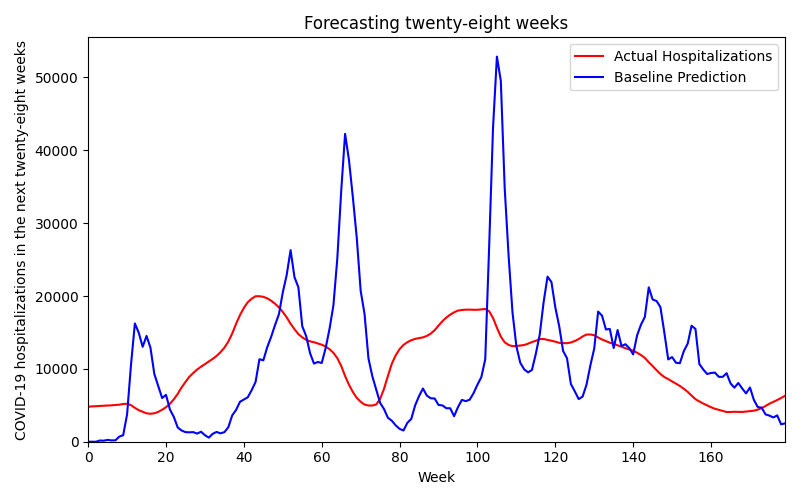 Forecasting twenty-eight weeks
Actual Hospitalizations
Baseline Prediction
COVID-19 hospitalizations in the next twenty-eight weeks
50000
40000
30000
20000
10000
0
0 20 40 60 80 100 120 140 160
Week